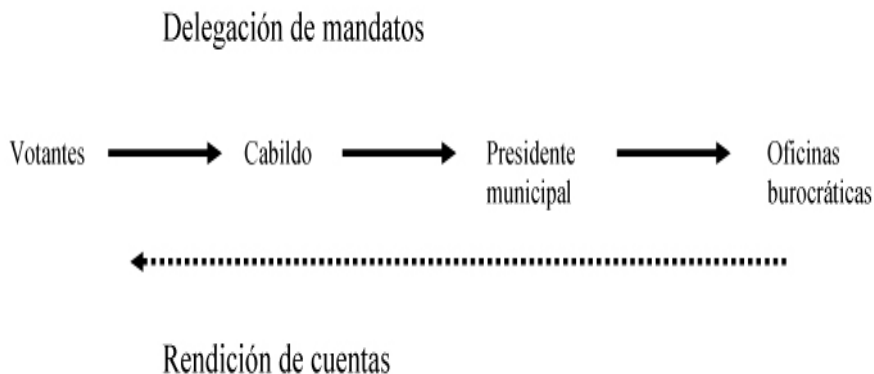 Delegación de mandatos
Votantes
Cabildo
Presidente
municipal
Oficinas
burocráticas
Rendición de cuentas